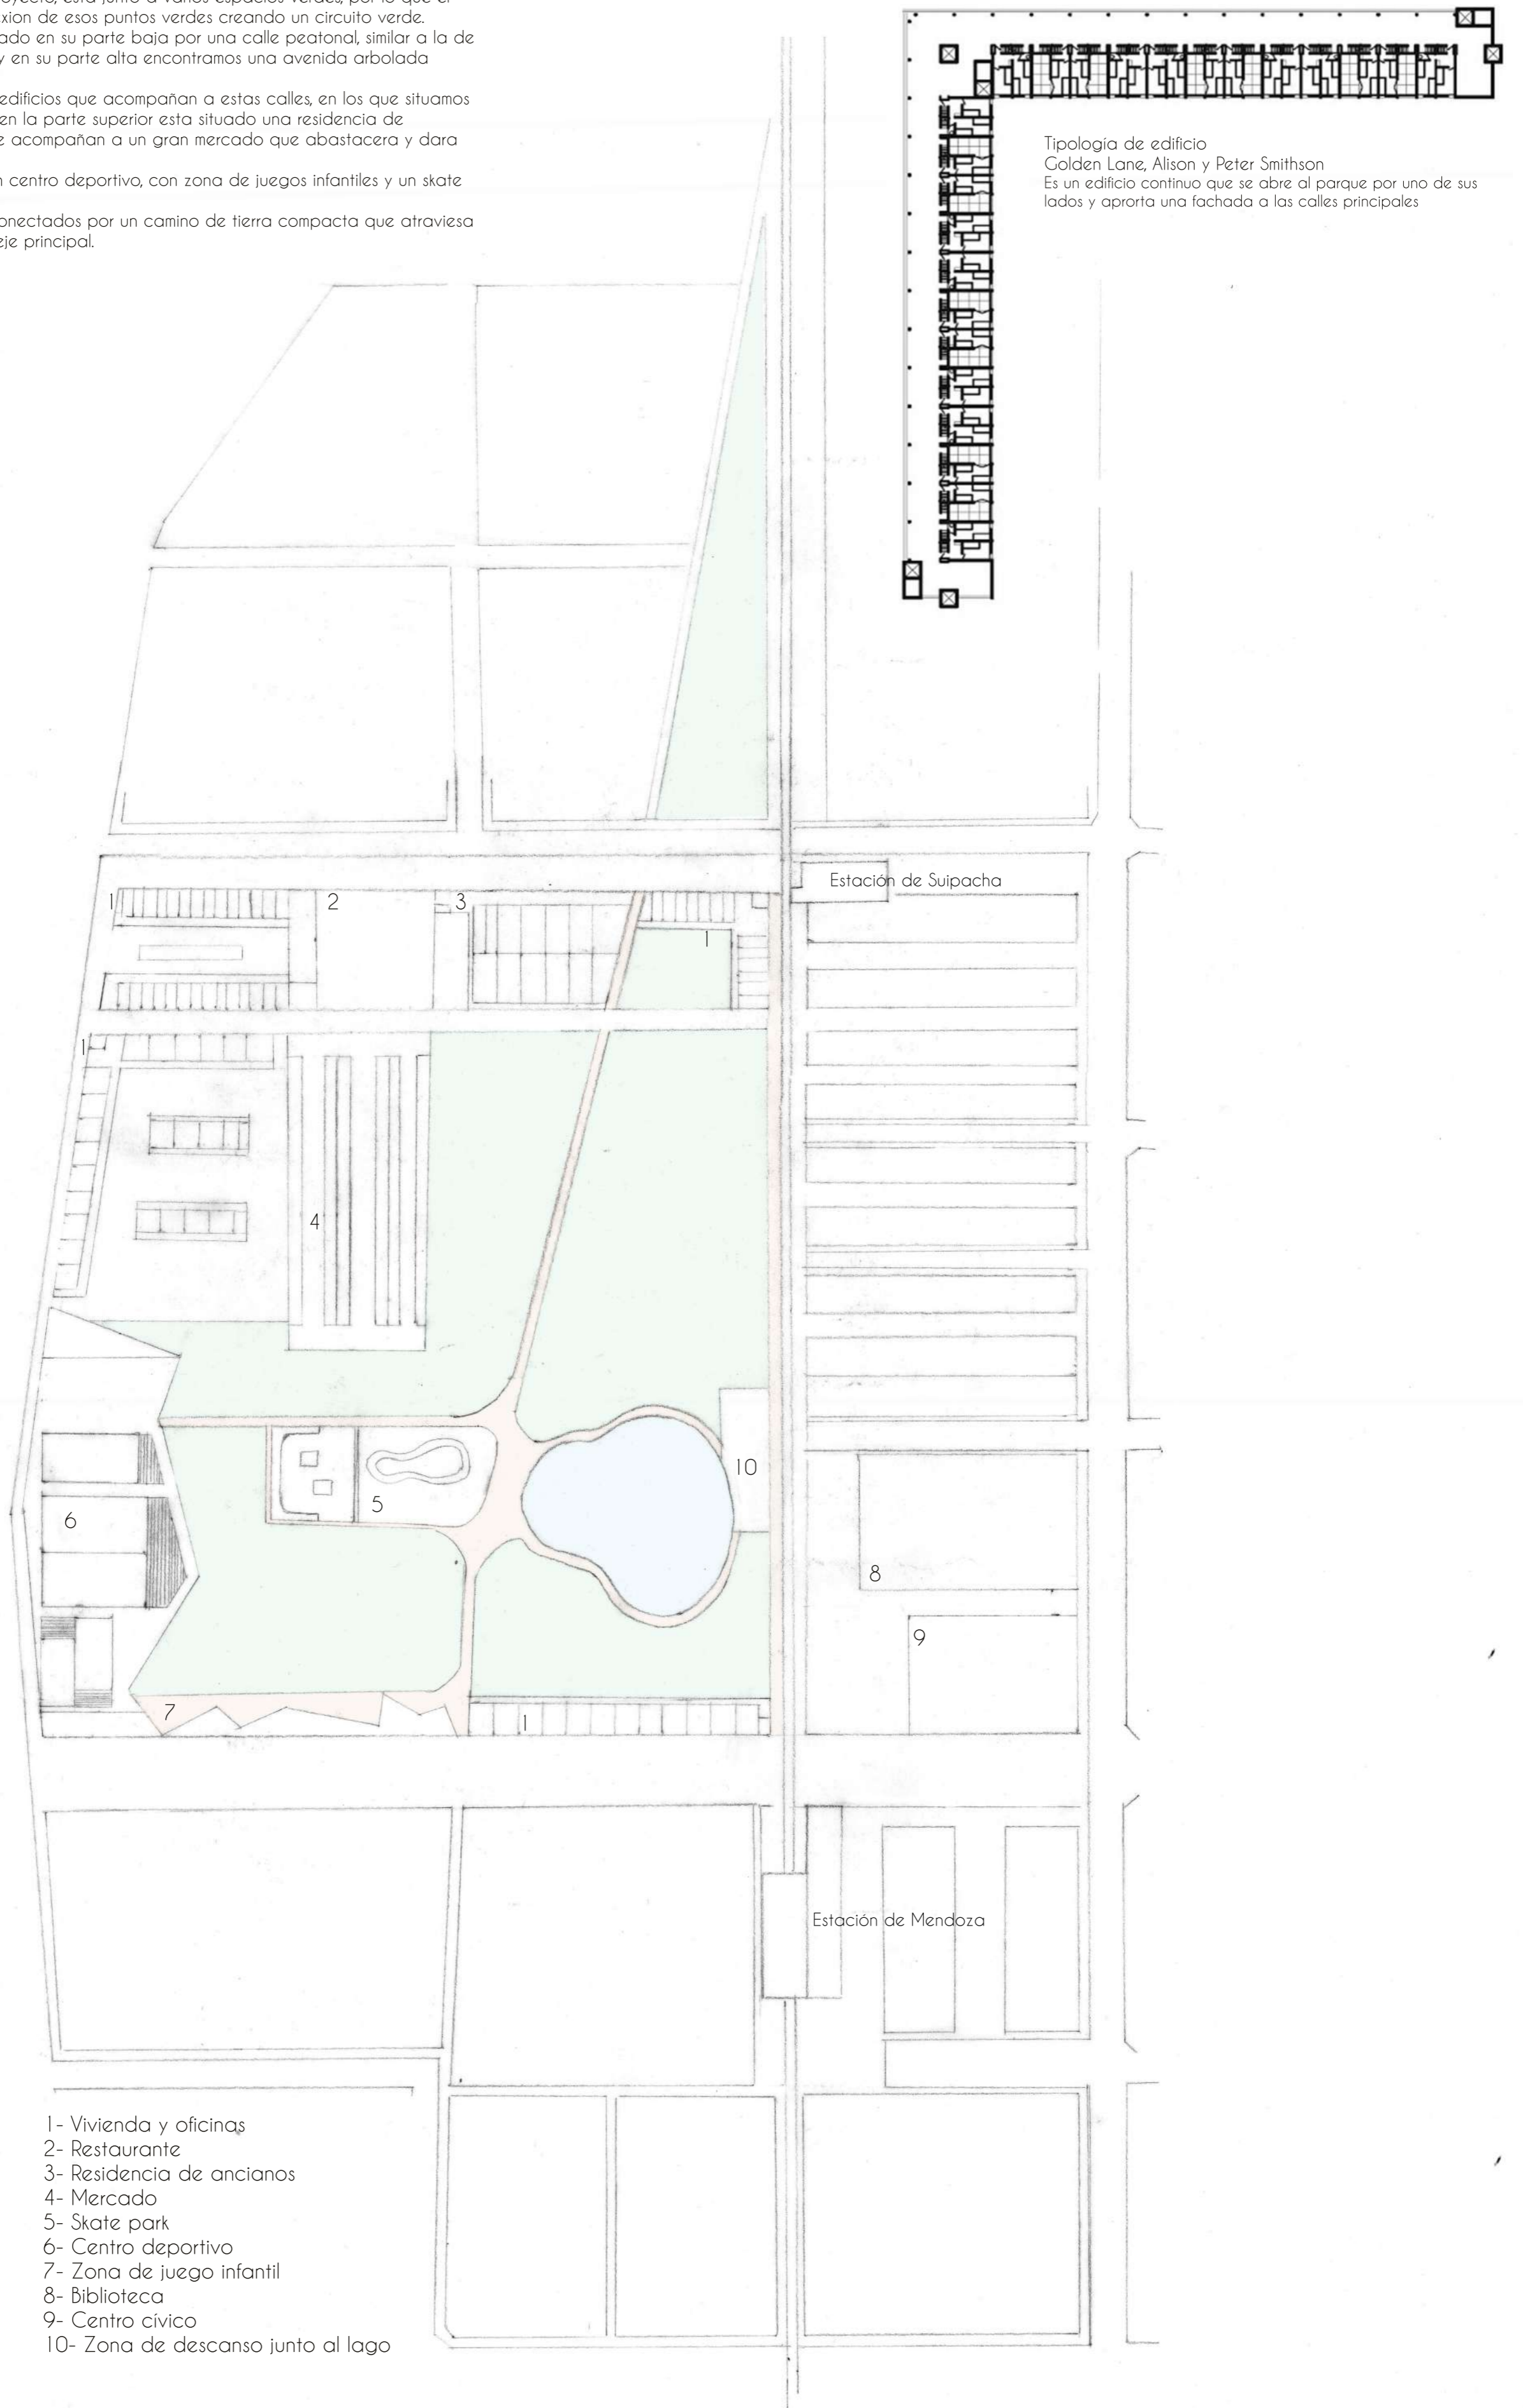 royecto, esta junto a varios espacios verdes, por lo que el
exion de esos puntos verdes creando un circuito verde.
ado en su parte baja por una calle peatonal, similar a la de
y en su parte alta encontramos una avenida arbolada
edificios que acompañan a estas calles, en los que situamos
en la parte superior esta situado una residencia de
e acompañan a un gran mercado que abastacera y dara
n centro deportivo, con zona de juegos infantiles y un skate
onectados por un camino de tierra compacta que atraviesa
eje principal.
Tipología de edificio
Golden Lane, Alison y Peter Smithson
Es un edificio continuo que se abre al parque por uno de sus
lados y aprorta una fachada a las calles principales
Estación de Suipacha
1
2
3
1
1
4
10
5
6
8
9
7
1
Estación de Mendoza
1- Vivienda y oficinas
2- Restaurante
3- Residencia de ancianos
4- Mercado
5- Skate park
6- Centro deportivo
7- Zona de juego infantil
8- Biblioteca
9- Centro cívico
10- Zona de descanso junto al lago